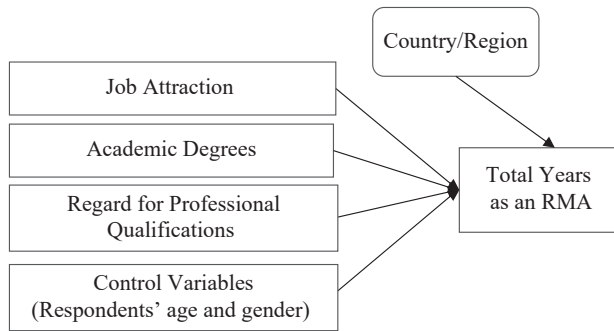 Country/Region
Job Attraction
Academic Degrees
Regard for Professional
Qualifications
Control Variables
(Respondents’ age and gender)
Total Years
as an RMA